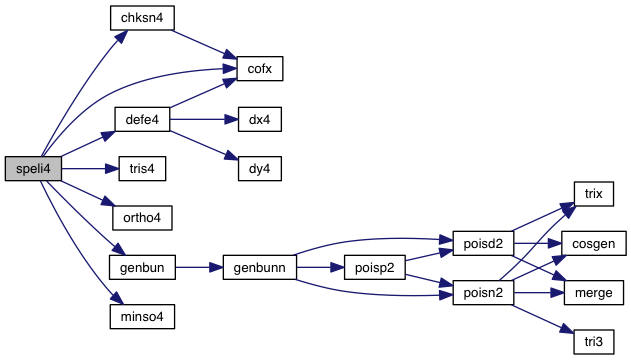 chksn4
cofx
defe4
dx4
speli4
tris4
dy4
trix
ortho4
poisd2
cosgen
genbun
genbunn
poisp2
poisn2
merge
minso4
tri3